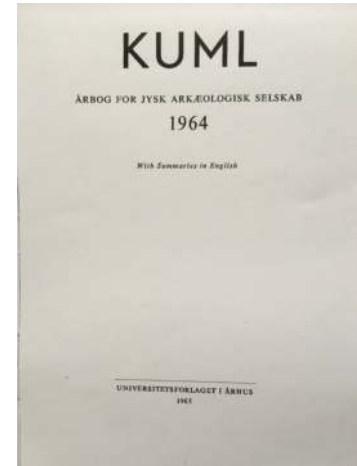 KUML
ÅRBOG FOR JYSK ARKÆOLOGISK SELSKAB
1964
With Summaries in English
UNIVERSITETSFORLAGET I ÅRHUS
1965